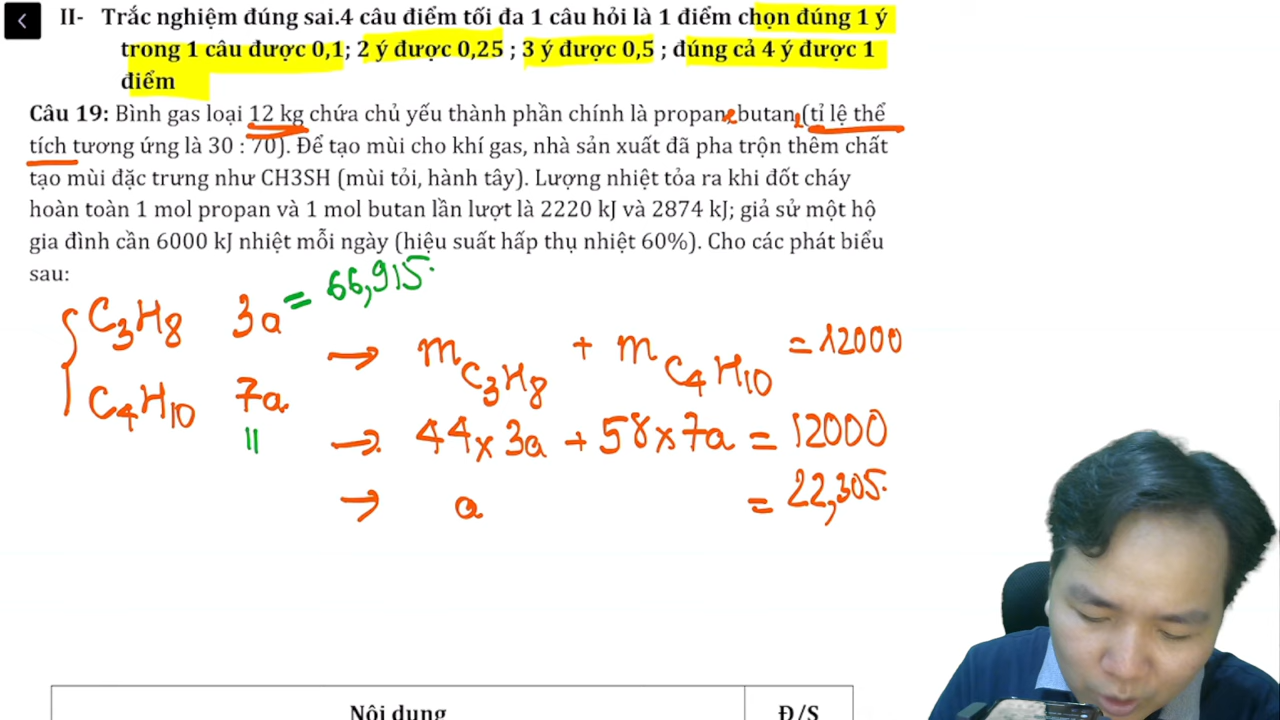 II- Trắc nghiệm đúng sai.4 câu điểm tối đa 1 câu hỏi là 1 điểm chọn đúng 1 ý
trong 1 câu được 0,1; 2 ý được 0,25 ; 3 ý được 0,5 ; đúng cả 4 ý được 1
điểm
Câu 19: Bình gas loại 12 kg chứa chủ yếu thành phần chính là propan, butan (tỉ lệ thể
tích tương ứng là 30 : 70). Để tạo mùi cho khí gas, nhà sản xuất đã pha trộn thêm chất
tạo mùi đặc trưng như CH3SH (mùi tỏi, hành tây). Lượng nhiệt tỏa ra khi đốt cháy
hoàn toàn 1 mol propan và 1 mol butan lần lượt là 2220 kJ và 2874 kJ; giả sử một hộ
gia đình cần 6000 kJ nhiệt mỗi ngày (hiệu suất hấp thụ nhiệt 60%). Cho các phát biểu
sau:
C3H8 3a = 66,915.
→ m C3H8 + m C4H10 = 12000
C4H10 7a
=
→ 44 x 3a + 58 x 7a = 12000
→ a = 22,305.
Nội dung Đ/S